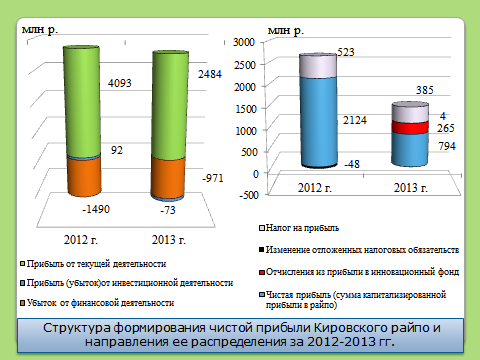 млн р.
4093
2484
92
-971
-1490
-73
2012 г.
2013 г.
Прибыль от текущей деятельности
Прибыль (убыток)от инвестиционной деятельности
Убыток от финансовой деятельности
млн р.
3000
2500
2000
1500
1000
500
0
-500
523
385
2124
4
265
794
-48
2012 г.
2013 г.
Налог на прибыль
Изменение отложенных налоговых обязательств
Отчисления из прибыли в инновационный фонд
Чистая прибыль (сумма капитализированной
прибыли в райпо)
Структура формирования чистой прибыли Кировского райпо и
направления ее распределения за 2012-2013 гг.